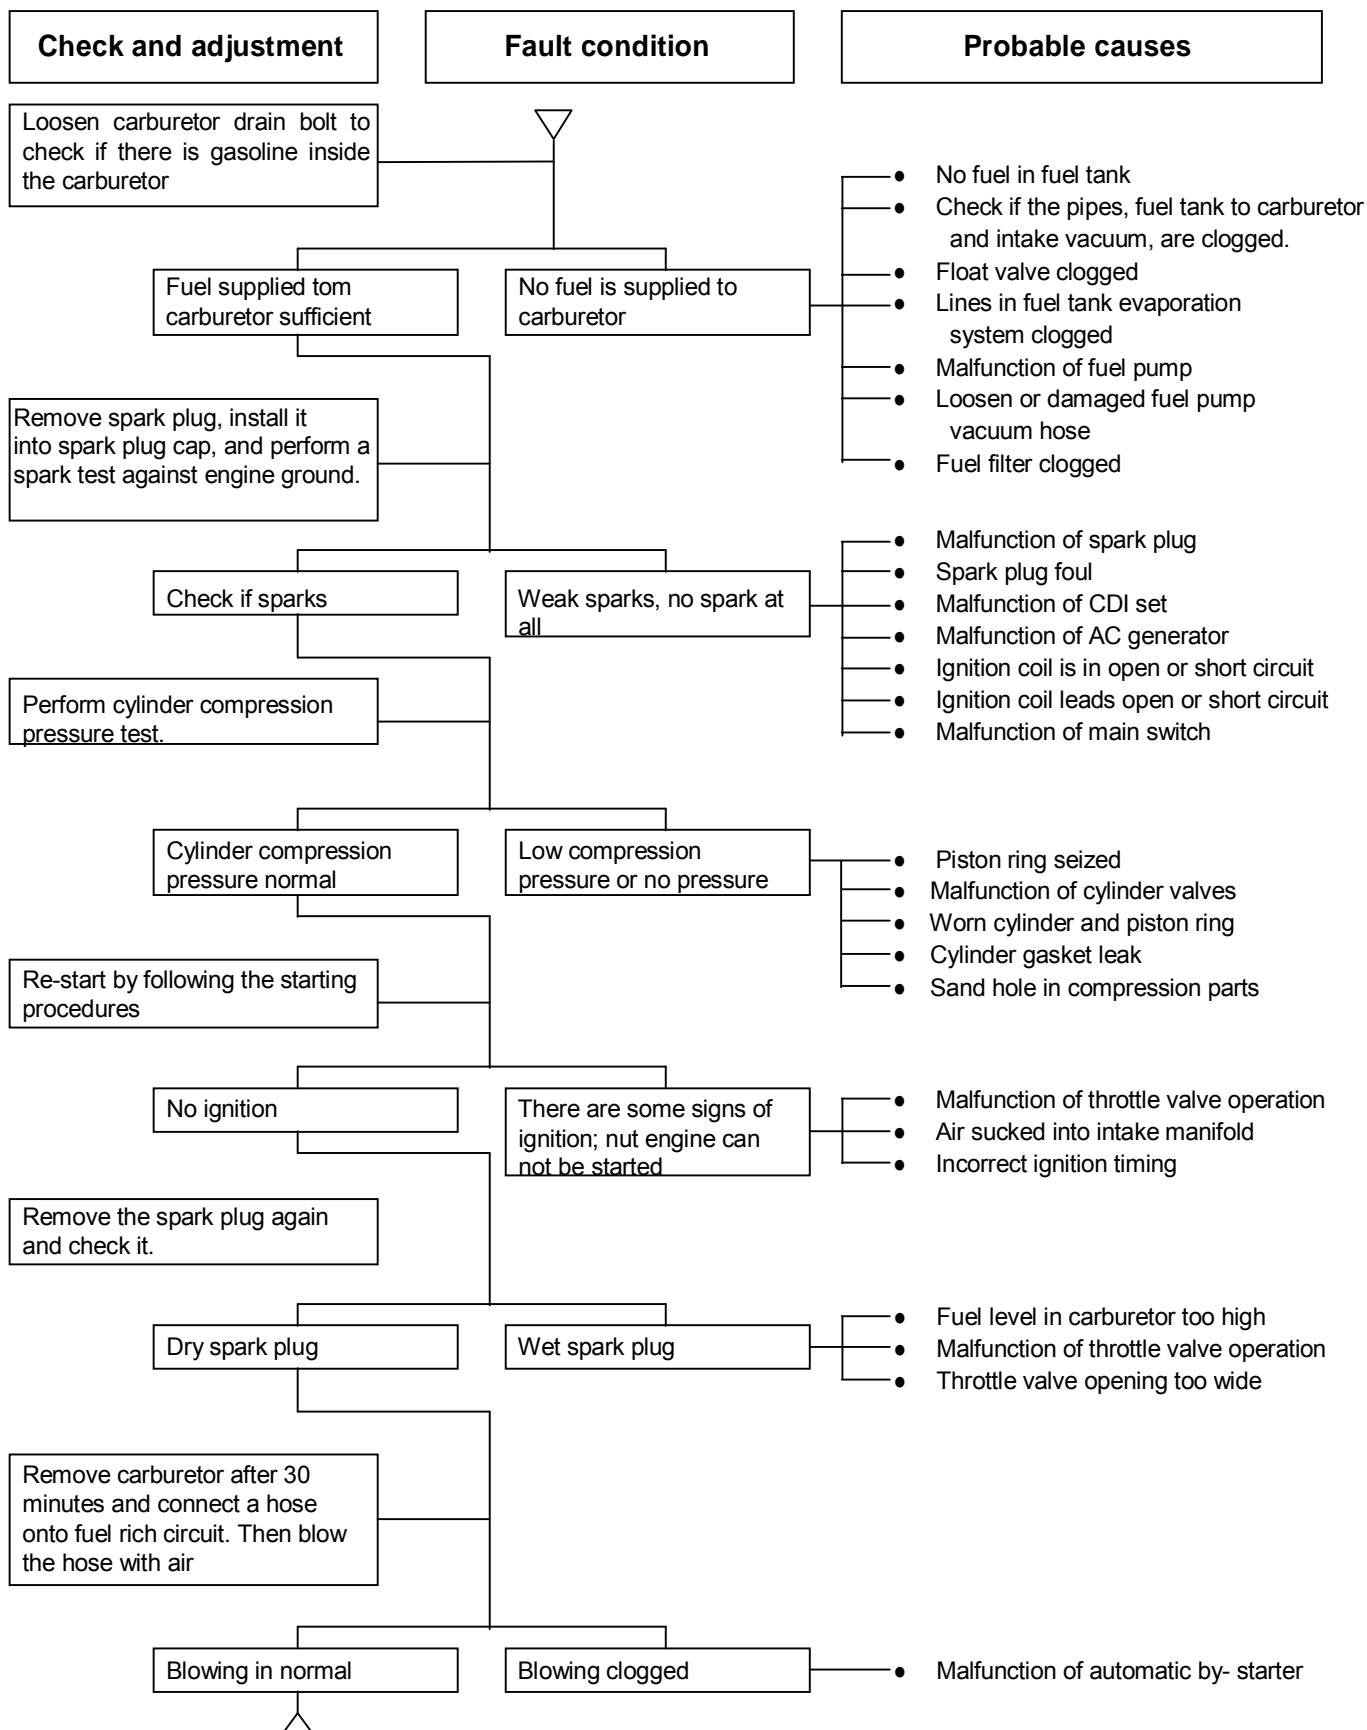 Check and adjustment
Fault condition
Probable causes
Loosen carburetor drain bolt to
check if there is gasoline inside
the carburetor
No fuel in fuel tank
Check if the pipes, fuel tank to carburetor
and intake vacuum, are clogged.
Float valve clogged
Lines in fuel tank evaporation
system clogged
Malfunction of fuel pump
Loosen or damaged fuel pump
vacuum hose
Fuel filter clogged
Fuel supplied tom
carburetor sufficient
No fuel is supplied to
carburetor
Remove spark plug, install it
into spark plug cap, and perform a
spark test against engine ground.
Check if sparks
Weak sparks, no spark at
all
Malfunction of spark plug
Spark plug foul
Malfunction of CDI set
Malfunction of AC generator
Ignition coil is in open or short circuit
Ignition coil leads open or short circuit
Malfunction of main switch
Perform cylinder compression
pressure test.
Cylinder compression
pressure normal
Low compression
pressure or no pressure
Piston ring seized
Malfunction of cylinder valves
Worn cylinder and piston ring
Cylinder gasket leak
Sand hole in compression parts
Re-start by following the starting
procedures
No ignition
There are some signs of
ignition; nut engine can
not be started
Malfunction of throttle valve operation
Air sucked into intake manifold
Incorrect ignition timing
Remove the spark plug again
and check it.
Dry spark plug
Wet spark plug
Fuel level in carburetor too high
Malfunction of throttle valve operation
Throttle valve opening too wide
Remove carburetor after 30
minutes and connect a hose
onto fuel rich circuit. Then blow
the hose with air
Blowing in normal
Blowing clogged
Malfunction of automatic by- starter